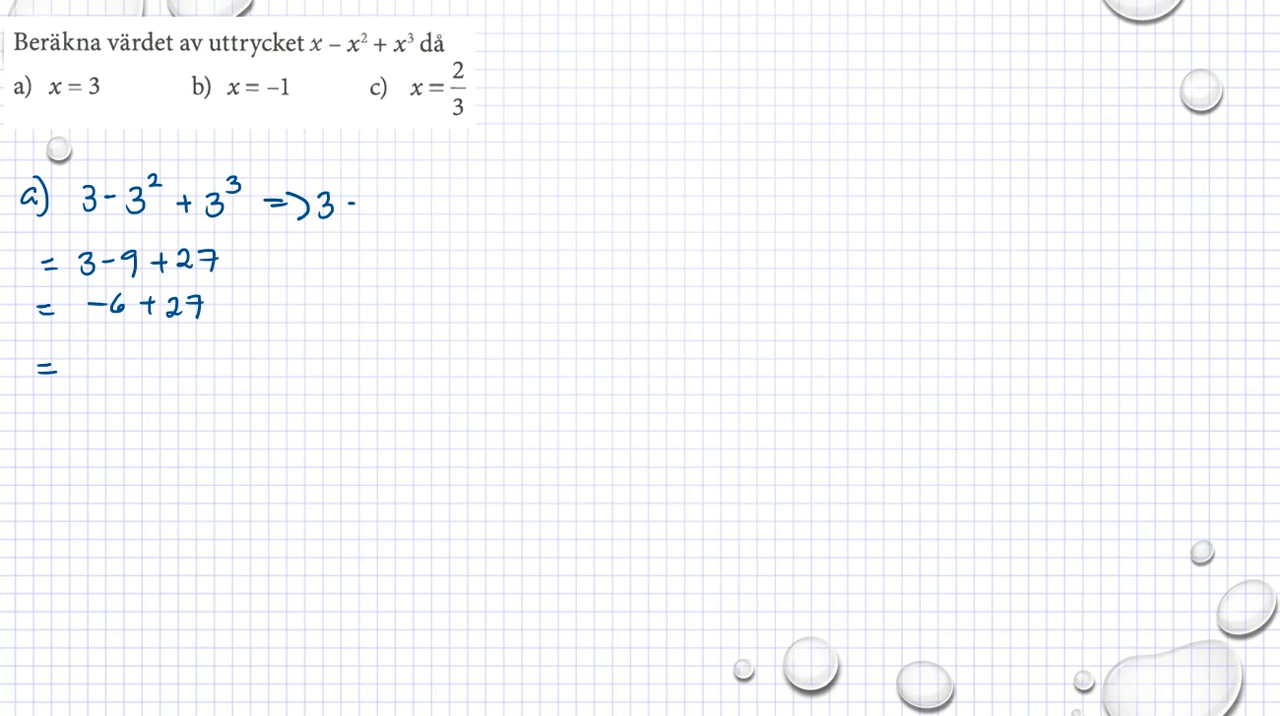 Beräkna värdet av uttrycket x – x² + x³ då
a) x = 3 b) x = –1 c) x = 2/3
a) 3 - 3² + 3³ => 3 -
= 3 - 9 + 27
= -6 + 27
=